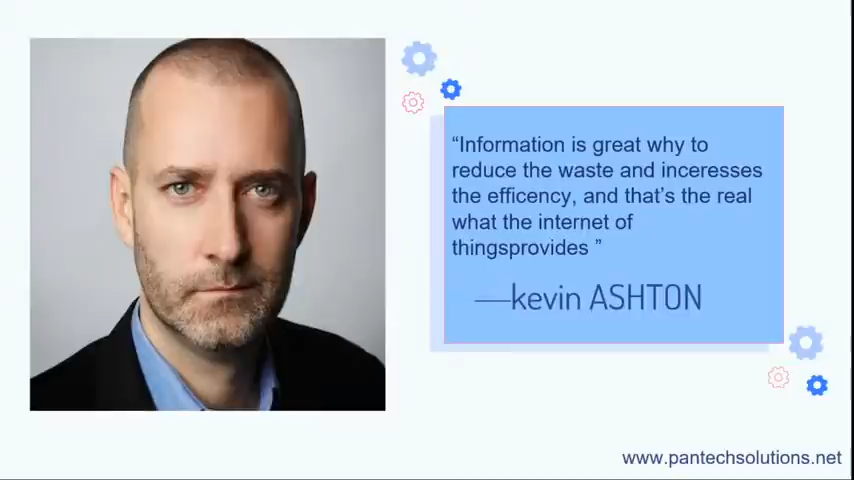 “Information is great why to
reduce the waste and inceresses
the efficency, and that’s the real
what the internet of
thingsprovides ”
—kevin ASHTON
www.pantechsolutions.net